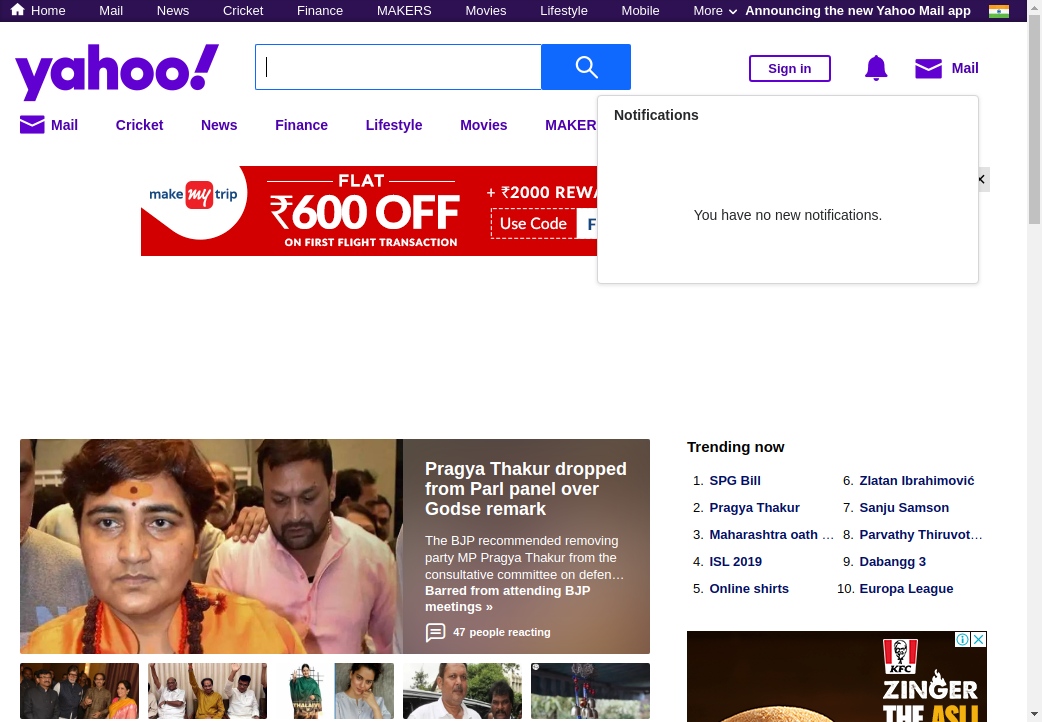 Home Mail News Cricket Finance MAKERS Movies Lifestyle Mobile More Announcing the new Yahoo Mail app
yahoo!
Sign in
Mail
Mail Cricket News Finance Lifestyle Movies MAKER
Notifications
You have no new notifications.
make my trip
FLAT
₹600 OFF
ON FIRST FLIGHT TRANSACTION
+ ₹2000 REWA
Use Code F
Pragya Thakur dropped
from Parl panel over
Godse remark
The BJP recommended removing
party MP Pragya Thakur from the
consultative committee on defen…
Barred from attending BJP
meetings »
47 people reacting
Trending now
1. SPG Bill
2. Pragya Thakur
3. Maharashtra oath …
4. ISL 2019
5. Online shirts
6. Zlatan Ibrahimović
7. Sanju Samson
8. Parvathy Thiruvot…
9. Dabangg 3
10. Europa League
KFC
ZINGER
THE ASLI